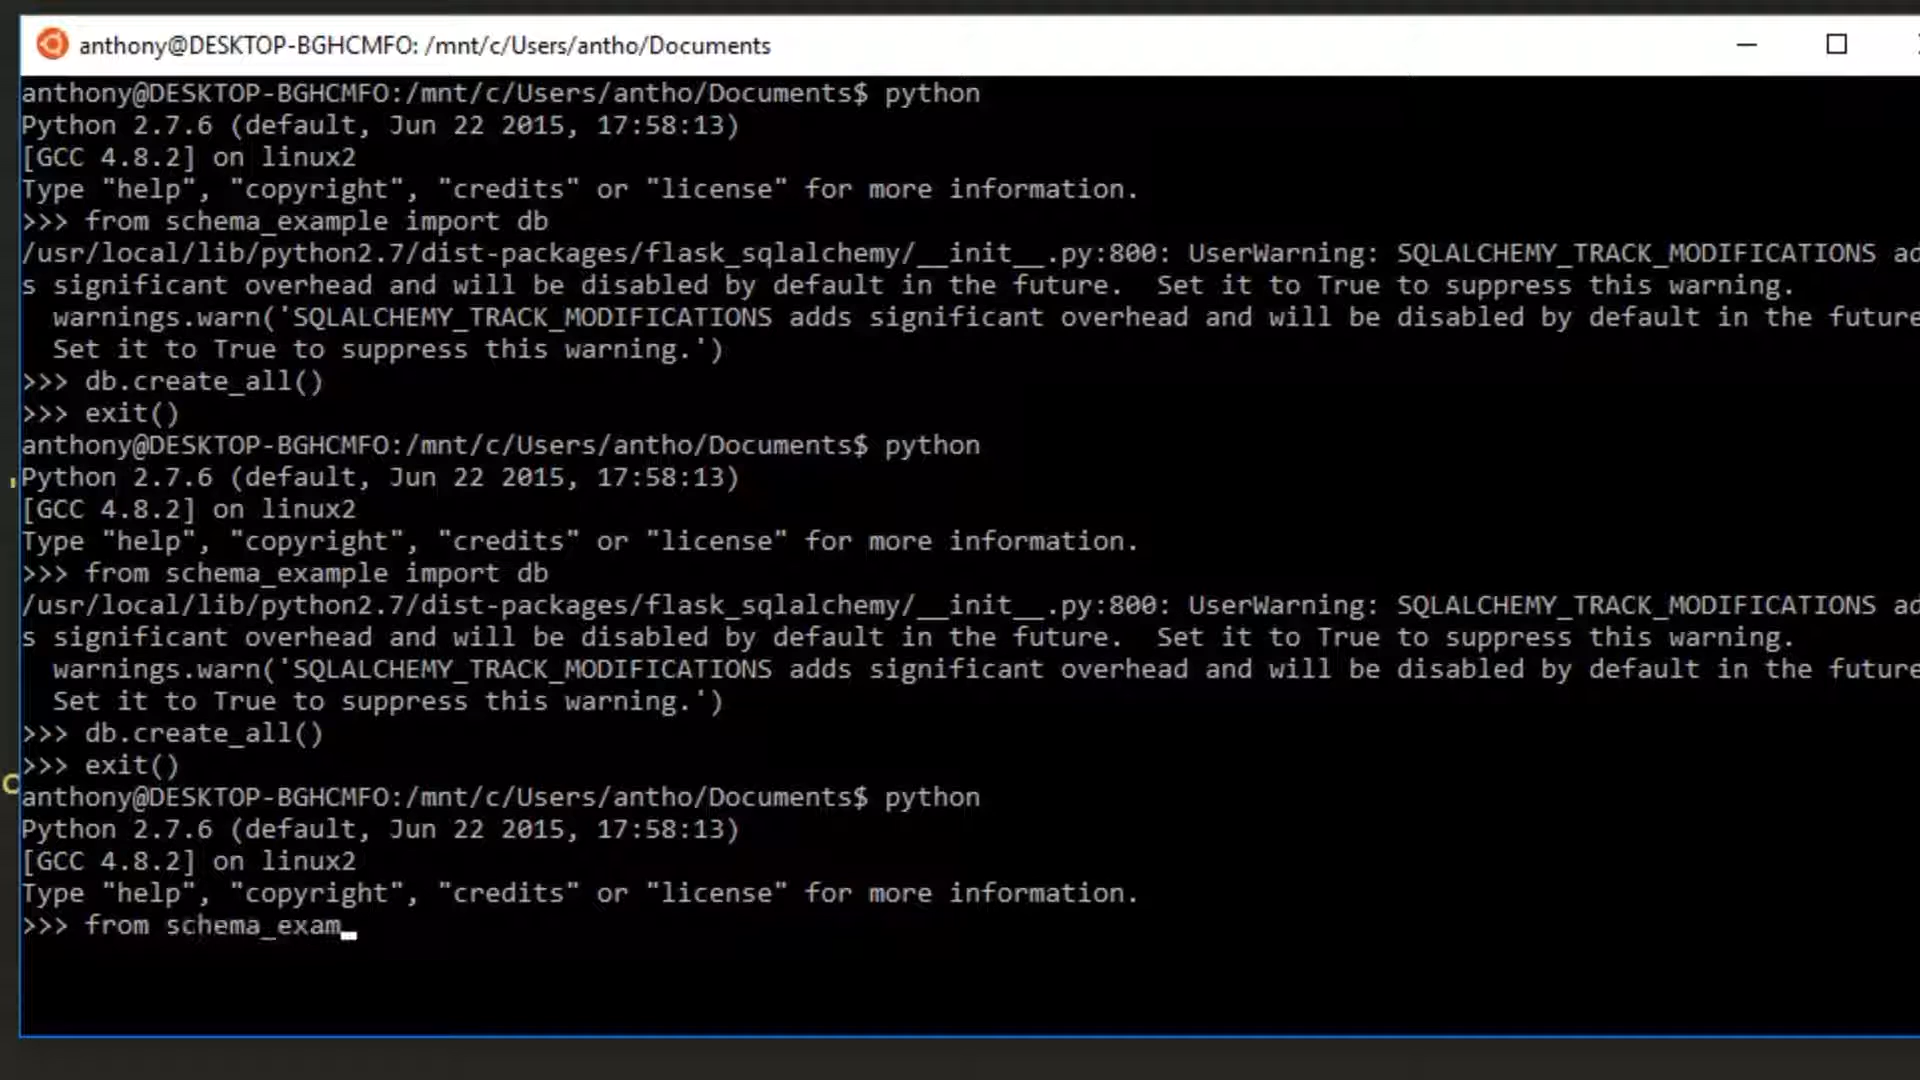 anthony@DESKTOP-BGHCMFO: /mnt/c/Users/antho/Documents
anthony@DESKTOP-BGHCMFO:/mnt/c/Users/antho/Documents$ python
Python 2.7.6 (default, Jun 22 2015, 17:58:13)
[GCC 4.8.2] on linux2
Type "help", "copyright", "credits" or "license" for more information.
>>> from schema_example import db
/usr/local/lib/python2.7/dist-packages/flask_sqlalchemy/__init__.py:800: UserWarning: SQLALCHEMY_TRACK_MODIFICATIONS ad
s significant overhead and will be disabled by default in the future.  Set it to True to suppress this warning.
  warnings.warn('SQLALCHEMY_TRACK_MODIFICATIONS adds significant overhead and will be disabled by default in the future
  Set it to True to suppress this warning.')
>>> db.create_all()
>>> exit()
anthony@DESKTOP-BGHCMFO:/mnt/c/Users/antho/Documents$ python
Python 2.7.6 (default, Jun 22 2015, 17:58:13)
[GCC 4.8.2] on linux2
Type "help", "copyright", "credits" or "license" for more information.
>>> from schema_example import db
/usr/local/lib/python2.7/dist-packages/flask_sqlalchemy/__init__.py:800: UserWarning: SQLALCHEMY_TRACK_MODIFICATIONS ad
s significant overhead and will be disabled by default in the future.  Set it to True to suppress this warning.
  warnings.warn('SQLALCHEMY_TRACK_MODIFICATIONS adds significant overhead and will be disabled by default in the future
  Set it to True to suppress this warning.')
>>> db.create_all()
>>> exit()
anthony@DESKTOP-BGHCMFO:/mnt/c/Users/antho/Documents$ python
Python 2.7.6 (default, Jun 22 2015, 17:58:13)
[GCC 4.8.2] on linux2
Type "help", "copyright", "credits" or "license" for more information.
>>> from schema_exam